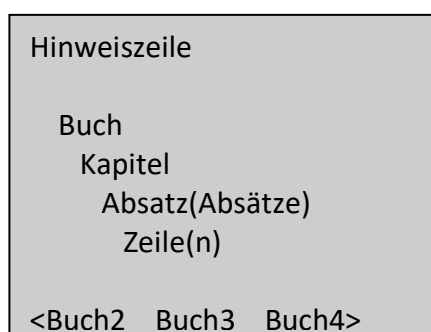 Hinweiszeile
Buch
Kapitel
Absatz(Absätze)
Zeile(n)
<Buch2 Buch3 Buch4>